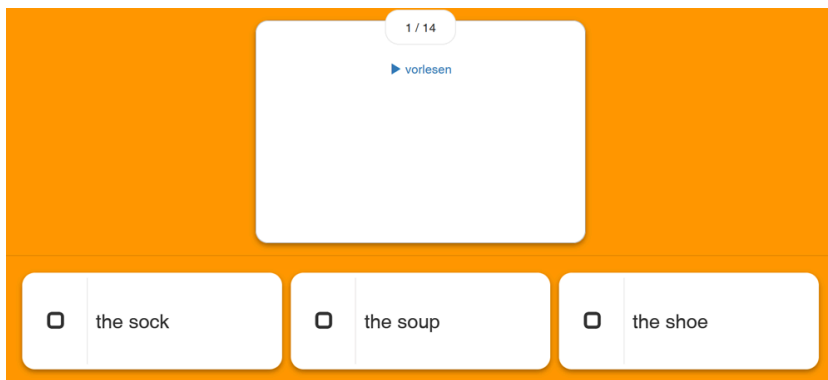 1 / 14
vorlesen
the sock
the soup
the shoe